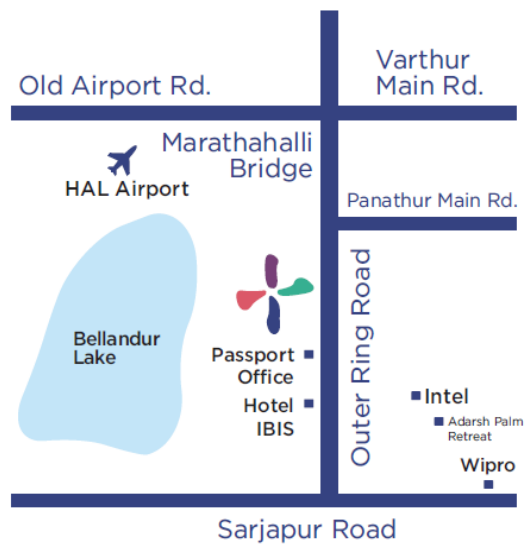 Old Airport Rd.
Varthur
Main Rd.
Marathahalli
Bridge
HAL Airport
Panathur Main Rd.
Bellandur
Lake
Outer Ring Road
Passport
Office
Hotel
IBIS
Intel
Adarsh Palm
Retreat
Wipro
Sarjapur Road